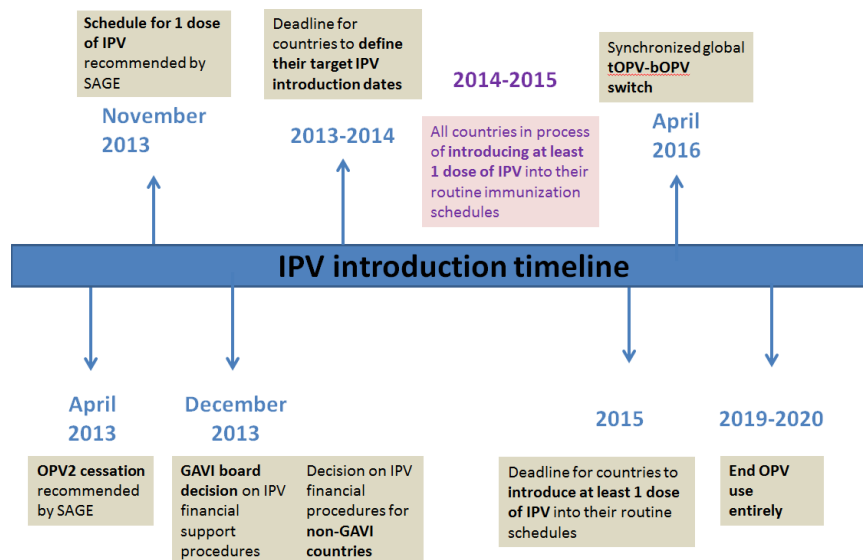 Schedule for 1 dose
of IPV
recommended by
SAGE
November
2013
Deadline for
countries to define
their target IPV
introduction dates
2013-2014
2014-2015
All countries in process
of introducing at least
1 dose of IPV into their
routine immunization
schedules
Synchronized global
tOPV-bOPV
switch
April
2016
IPV introduction timeline
April
2013
OPV2 cessation
recommended
by SAGE
December
2013
GAVI board
decision on IPV
financial
support
procedures
Decision on IPV
financial
procedures for
non-GAVI
countries
2015
Deadline for countries to
introduce at least 1 dose
of IPV into their routine
schedules
2019-2020
End OPV
use
entirely